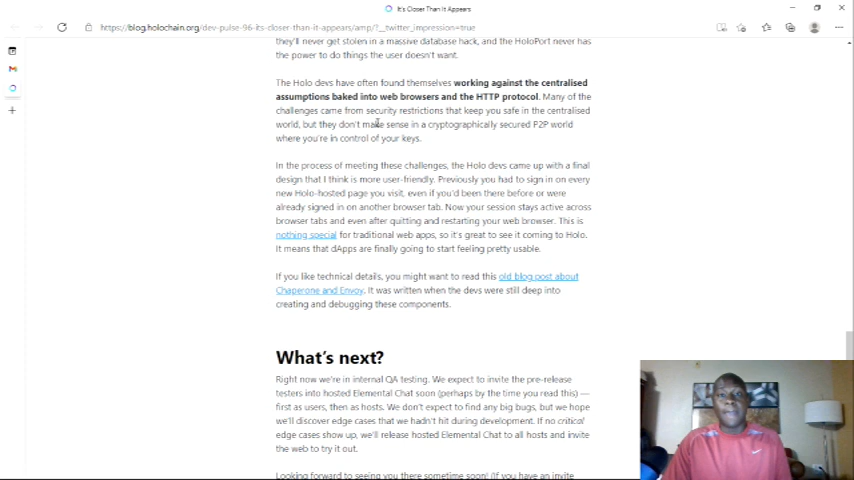 It's Closer Than It Appears
https://blog.holochain.org/dev-pulse-96-its-closer-than-it-appears/amp/?__twitter_impression=true
they'll never get stolen in a massive database hack, and the HoloPort never has
the power to do things the user doesn't want.
The Holo devs have often found themselves working against the centralised
assumptions baked into web browsers and the HTTP protocol. Many of the
challenges came from security restrictions that keep you safe in the centralised
world, but they don't make sense in a cryptographically secured P2P world
where you're in control of your keys.
In the process of meeting these challenges, the Holo devs came up with a final
design that I think is more user-friendly. Previously you had to sign in on every
new Holo-hosted page you visit, even if you'd been there before or were
already signed in on another browser tab. Now your session stays active across
browser tabs and even after quitting and restarting your web browser. This is
nothing special for traditional web apps, so it's great to see it coming to Holo.
It means that dApps are finally going to start feeling pretty usable.
If you like technical details, you might want to read this old blog post about
Chaperone and Envoy. It was written when the devs were still deep into
creating and debugging these components.
What's next?
Right now we're in internal QA testing. We expect to invite the pre-release
testers into hosted Elemental Chat soon (perhaps by the time you read this) —
first as users, then as hosts. We don't expect to find any big bugs, but we hope
we'll discover edge cases that we hadn't hit during development. If no critical
edge cases show up, we'll release hosted Elemental Chat to all hosts and invite
the web to try it out.
Looking forward to seeing you there sometime soon! (If you have an invite